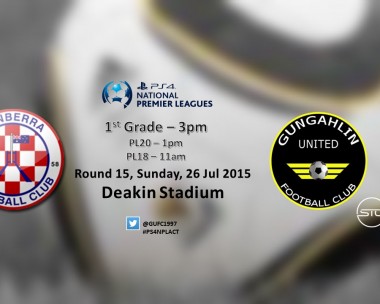 PS4
NATIONAL
PREMIER LEAGUES
1st Grade – 3pm
PL20 – 1pm
PL18 – 11am
Round 15, Sunday, 26 Jul 2015
Deakin Stadium
@GUFC1997
#PS4NPLACT
NBERRA
58
BALL CLUB
GUNGAHLIN
UNITED
FOOTBALL CLUB